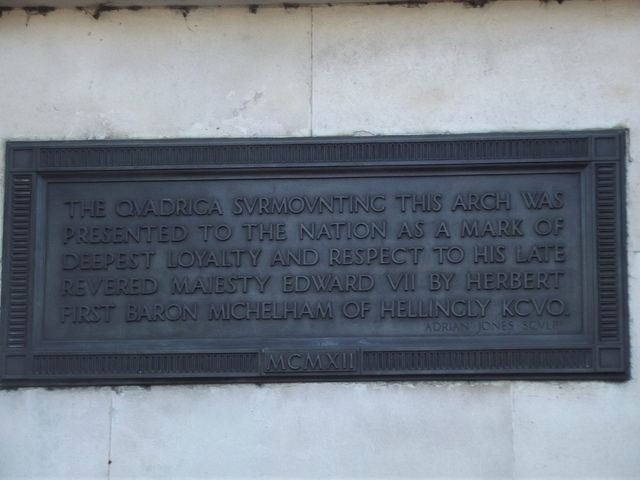 THE QVADRIGA SVRMOVNTING THIS ARCH WAS
PRESENTED TO THE NATION AS A MARK OF
DEEPEST LOYALTY AND RESPECT TO HIS LATE
REVERED MAIESTY EDWARD VII BY HERBERT
FIRST BARON MICHELHAM OF HELLINGLY KCVO.
ADRIAN JONES SCVLP
MCMXII